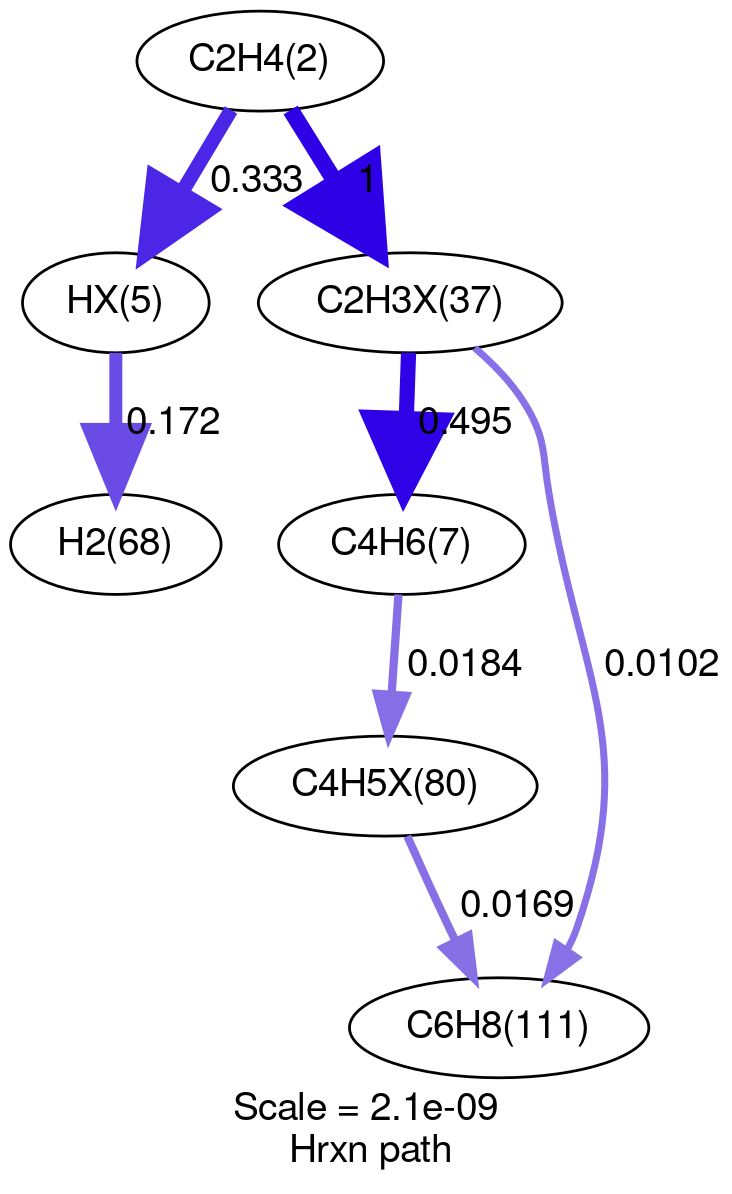 C2H4(2)
0.333
1
HX(5)
C2H3X(37)
0.172
0.495
H2(68)
C4H6(7)
0.0184
0.0102
C4H5X(80)
0.0169
C6H8(111)
Scale = 2.1e-09
Hrxn path